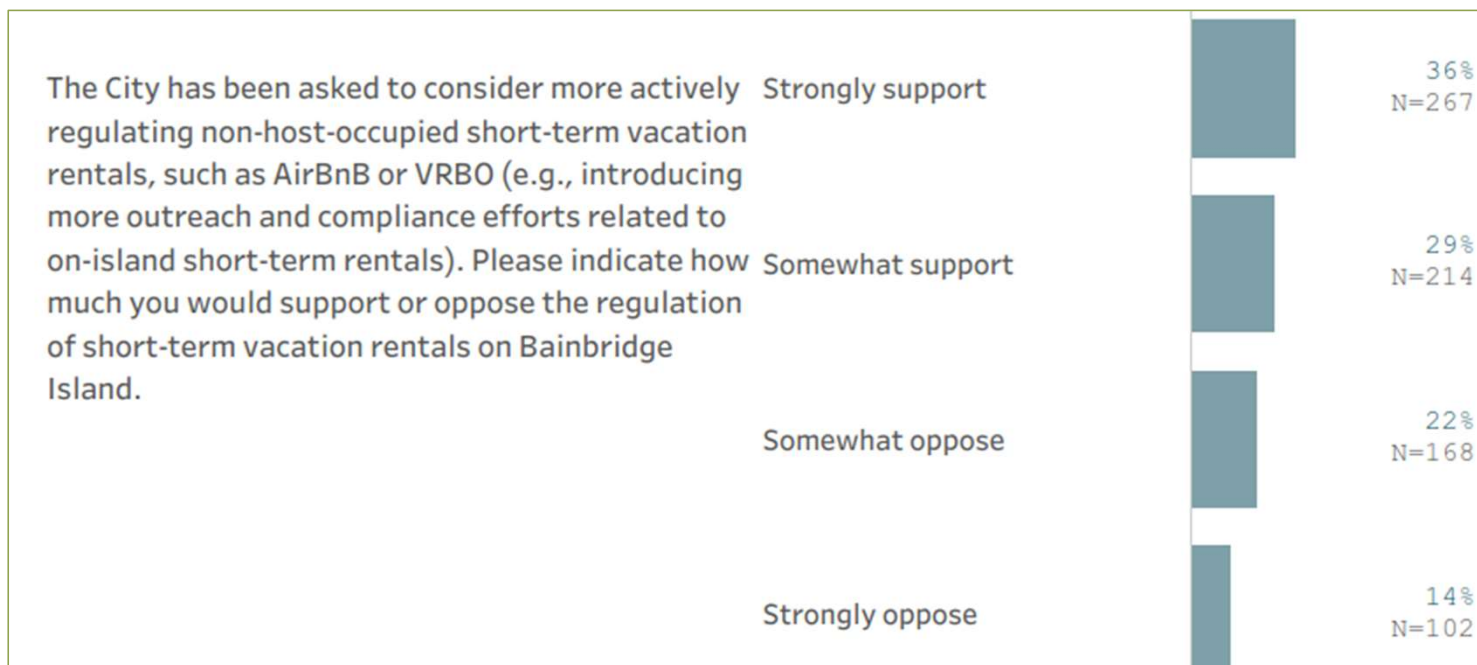 The City has been asked to consider more actively
regulating non-host-occupied short-term vacation
rentals, such as AirBnB or VRBO (e.g., introducing
more outreach and compliance efforts related to
on-island short-term rentals). Please indicate how
much you would support or oppose the regulation
of short-term vacation rentals on Bainbridge
Island.
Strongly support
36%
N=267
Somewhat support
29%
N=214
Somewhat oppose
22%
N=168
Strongly oppose
14%
N=102